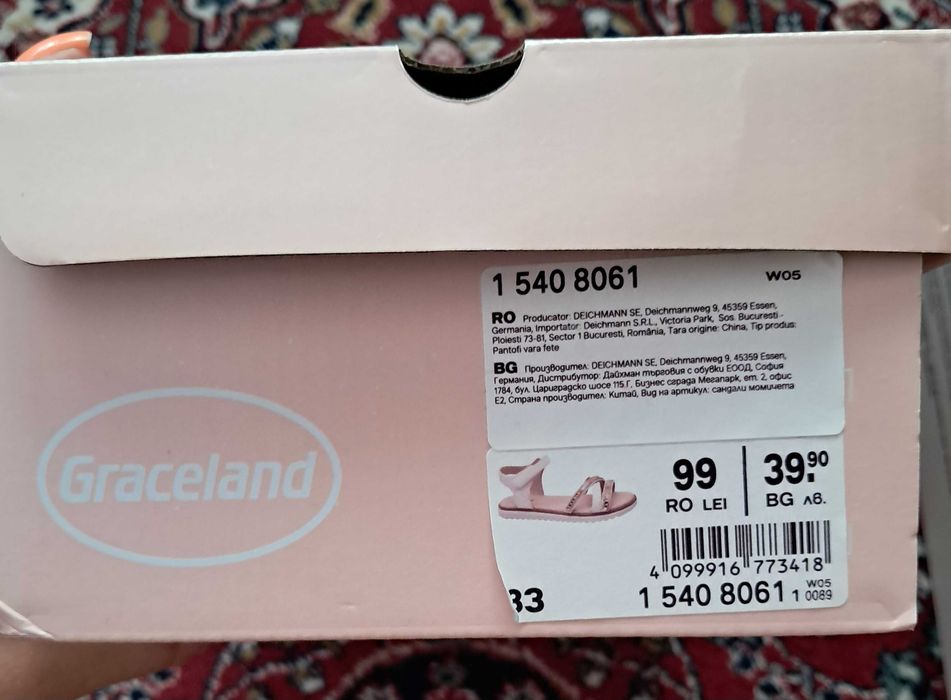 1 540 8061 W05
RO Producator: DEICHMANN SE, Deichmannweg 9, 45359 Essen,
Germania, Importator: Deichmann S.R.L., Victoria Park, Sos. Bucuresti -
Ploiesti 73-81, Sector 1 Bucuresti, România, Tara origine: China, Tip produs:
Pantofi vara fete
BG Производител: DEICHMANN SE, Deichmannweg 9, 45359 Essen,
Германия, Дистрибутор: Дайхман търговия с обувки ЕООД, София
1784, бул. Цариградско шосе 115 Г, Бизнес сграда Мегапарк, ет. 2, офис
Е2, Страна производител: Китай, Вид на артикул: сандали момичета
Graceland
99 39.90
RO LEI BG лв.
4 099916 773418
33
1 540 8061 1 W05
0089